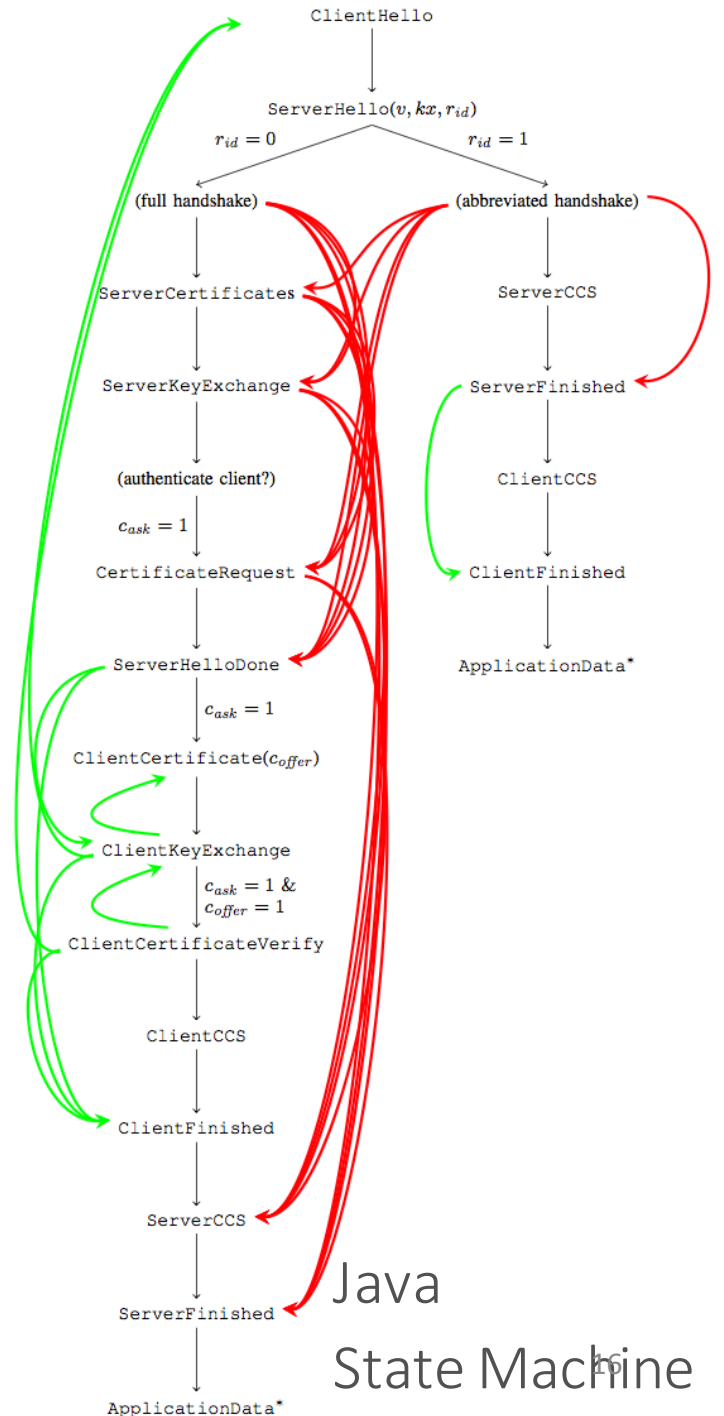 ClientHello
ServerHello(v, kx, r_id)
r_id = 0
r_id = 1
(full handshake)
(abbreviated handshake)
ServerCertificates
ServerCCS
ServerKeyExchange
ServerFinished
(authenticate client?)
ClientCCS
c_ask = 1
CertificateRequest
ClientFinished
ServerHelloDone
ApplicationData*
c_ask = 1
ClientCertificate(c_offer)
ClientKeyExchange
c_ask = 1 &
c_offer = 1
ClientCertificateVerify
ClientCCS
ClientFinished
ServerCCS
Java
ServerFinished
State Machine
16
ApplicationData*